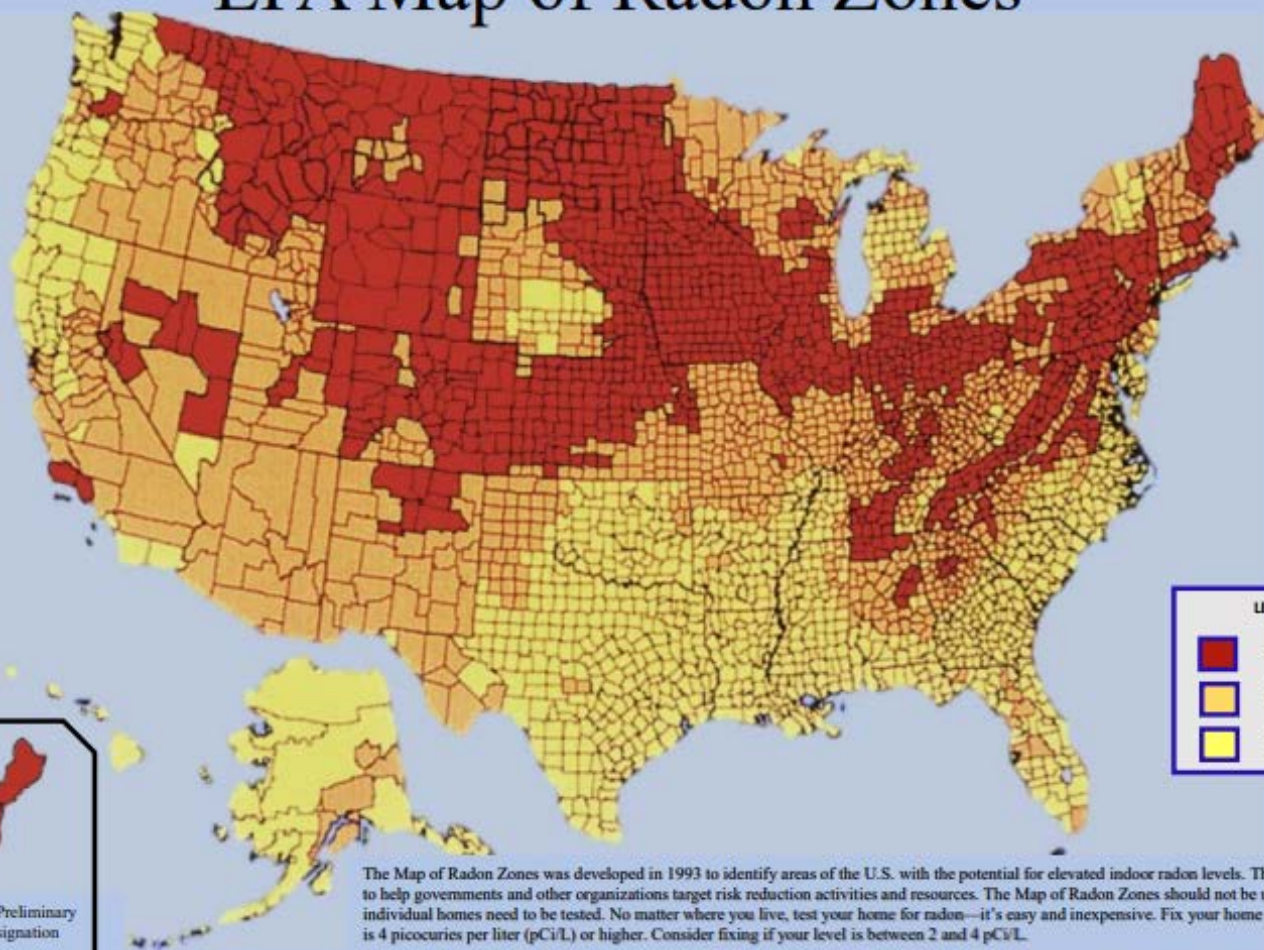 EPA Map of Radon Zones
Preliminary
signation
The Map of Radon Zones was developed in 1993 to identify areas of the U.S. with the potential for elevated indoor radon levels. Th
to help governments and other organizations target risk reduction activities and resources. The Map of Radon Zones should not be
individual homes need to be tested. No matter where you live, test your home for radon—it's easy and inexpensive. Fix your home
is 4 picocuries per liter (pCi/L) or higher. Consider fixing if your level is between 2 and 4 pCi/L.